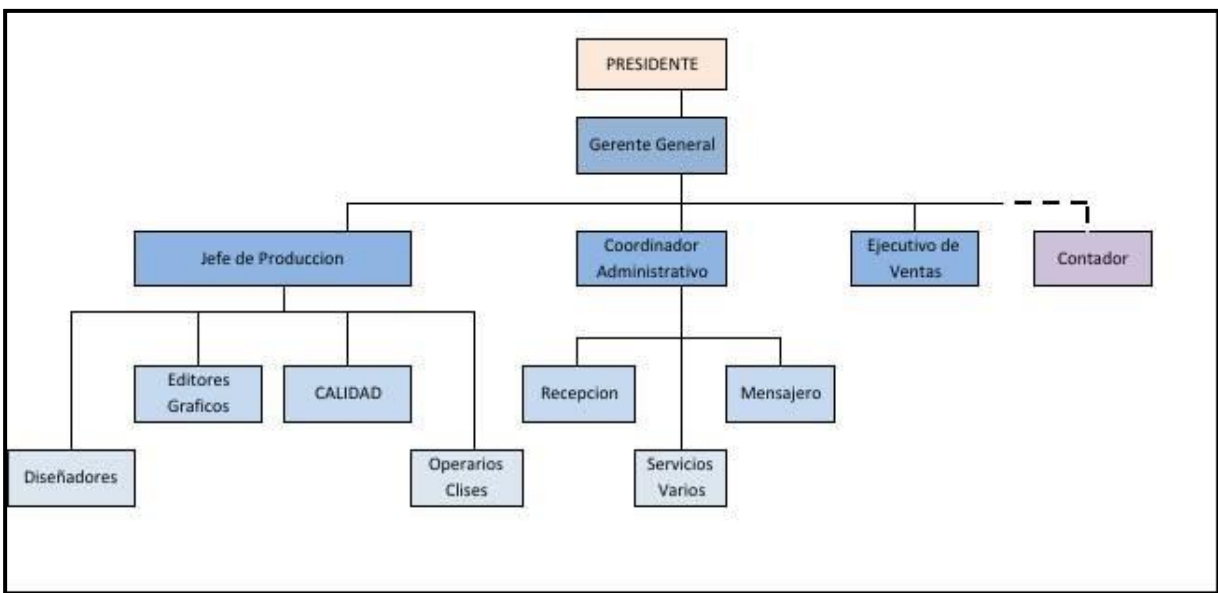 PRESIDENTE
Gerente General
Jefe de Produccion
Coordinador
Administrativo
Ejecutivo de
Ventas
Contador
Editores
Graficos
CALIDAD
Recepcion
Mensajero
Diseñadores
Operarios
Clises
Servicios
Varios